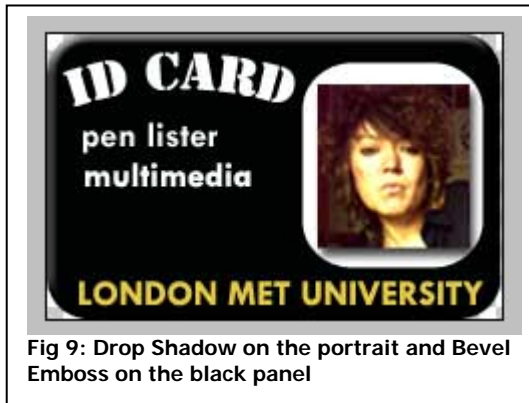 ID CARD
pen lister
multimedia
LONDON MET UNIVERSITY
Fig 9: Drop Shadow on the portrait and Bevel
Emboss on the black panel